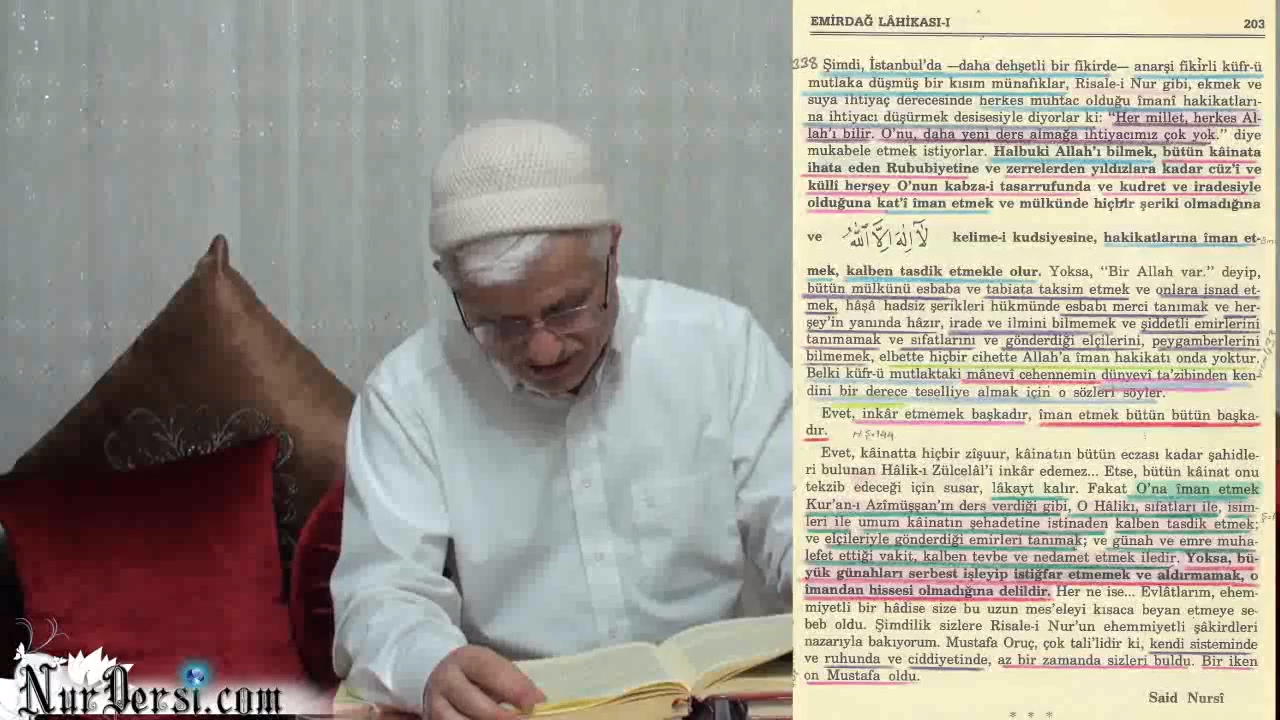 EMİRDAĞ LÂHİKASI-I 203
338 Şimdi, İstanbul'da —daha dehşetli bir fikirde— anarşi fikirli küfr-ü
mutlaka düşmüş bir kısım münafıklar, Risale-i Nur gibi, ekmek ve
suya ihtiyaç derecesinde herkes muhtac olduğu îmanî hakikatları-
na ihtiyacı düşürmek desisesiyle diyorlar ki: “Her millet, herkes Al-
lah'ı bilir. O'nu, daha yeni ders almağa ihtiyacımız çok yok.” diye
mukabele etmek istiyorlar. Halbuki Allah'ı bilmek, bütün kâinata
ihata eden Rububiyetine ve zerrelerden yıldızlara kadar cüz'î ve
küllî herşey O'nun kabza-i tasarrufunda ve kudret ve iradesiyle
olduğuna kat'î îman etmek ve mülkünde hiçbir şeriki olmadığına
ve لَآ اِلٰهَ اِلَّا اللّٰهُ kelime-i kudsiyesine, hakikatlarına îman et-
mek, kalben tasdik etmekle olur. Yoksa, “Bir Allah var.” deyip,
bütün mülkünü esbaba ve tabiata taksim etmek ve onlara isnad et-
mek, hâşâ hadsiz şerikleri hükmünde esbabı merci tanımak ve her-
şey'in yanında hâzır, irade ve ilmini bilmemek ve şiddetli emirlerini
tanımamak ve sıfatlarını ve gönderdiği elçilerini, peygamberlerini
bilmemek, elbette hiçbir cihette Allah'a îman hakikatı onda yoktur.
Belki küfr-ü mutlaktaki mânevî cehennemin dünyevî ta'zibinden ken-
dini bir derece teselliye almak için o sözleri söyler.
Evet, inkâr etmemek başkadır, îman etmek bütün bütün başka-
dır.
Evet, kâinatta hiçbir zîşuur, kâinatın bütün eczası kadar şahidle-
ri bulunan Hâlik-ı Zülcelâl'i inkâr edemez... Etse, bütün kâinat onu
tekzib edeceği için susar, lâkayt kalır. Fakat O'na îman etmek
Kur'an-ı Azîmüşşan'ın ders verdiği gibi, O Hâlikı, sıfatları ile, isim-
leri ile umum kâinatın şehadetine istinaden kalben tasdik etmek;
ve elçileriyle gönderdiği emirleri tanımak; ve günah ve emre muha-
lefet ettiği vakit, kalben tevbe ve nedamet etmek iledir. Yoksa, bü-
yük günahları serbest işleyip istiğfar etmemek ve aldırmamak, o
îmandan hissesi olmadığına delildir. Her ne ise... Evlâtlarım, ehem-
miyetli bir hâdise size bu uzun mes'eleyi kısaca beyan etmeye se-
beb oldu. Şimdilik sizlere Risale-i Nur'un ehemmiyetli şâkirdleri
nazarıyla bakıyorum. Mustafa Oruç, çok tali'lidir ki, kendi sisteminde
ve ruhunda ve ciddiyetinde, az bir zamanda sizleri buldu. Bir iken
on Mustafa oldu.
Said Nursî
* * *
NurDersi.com